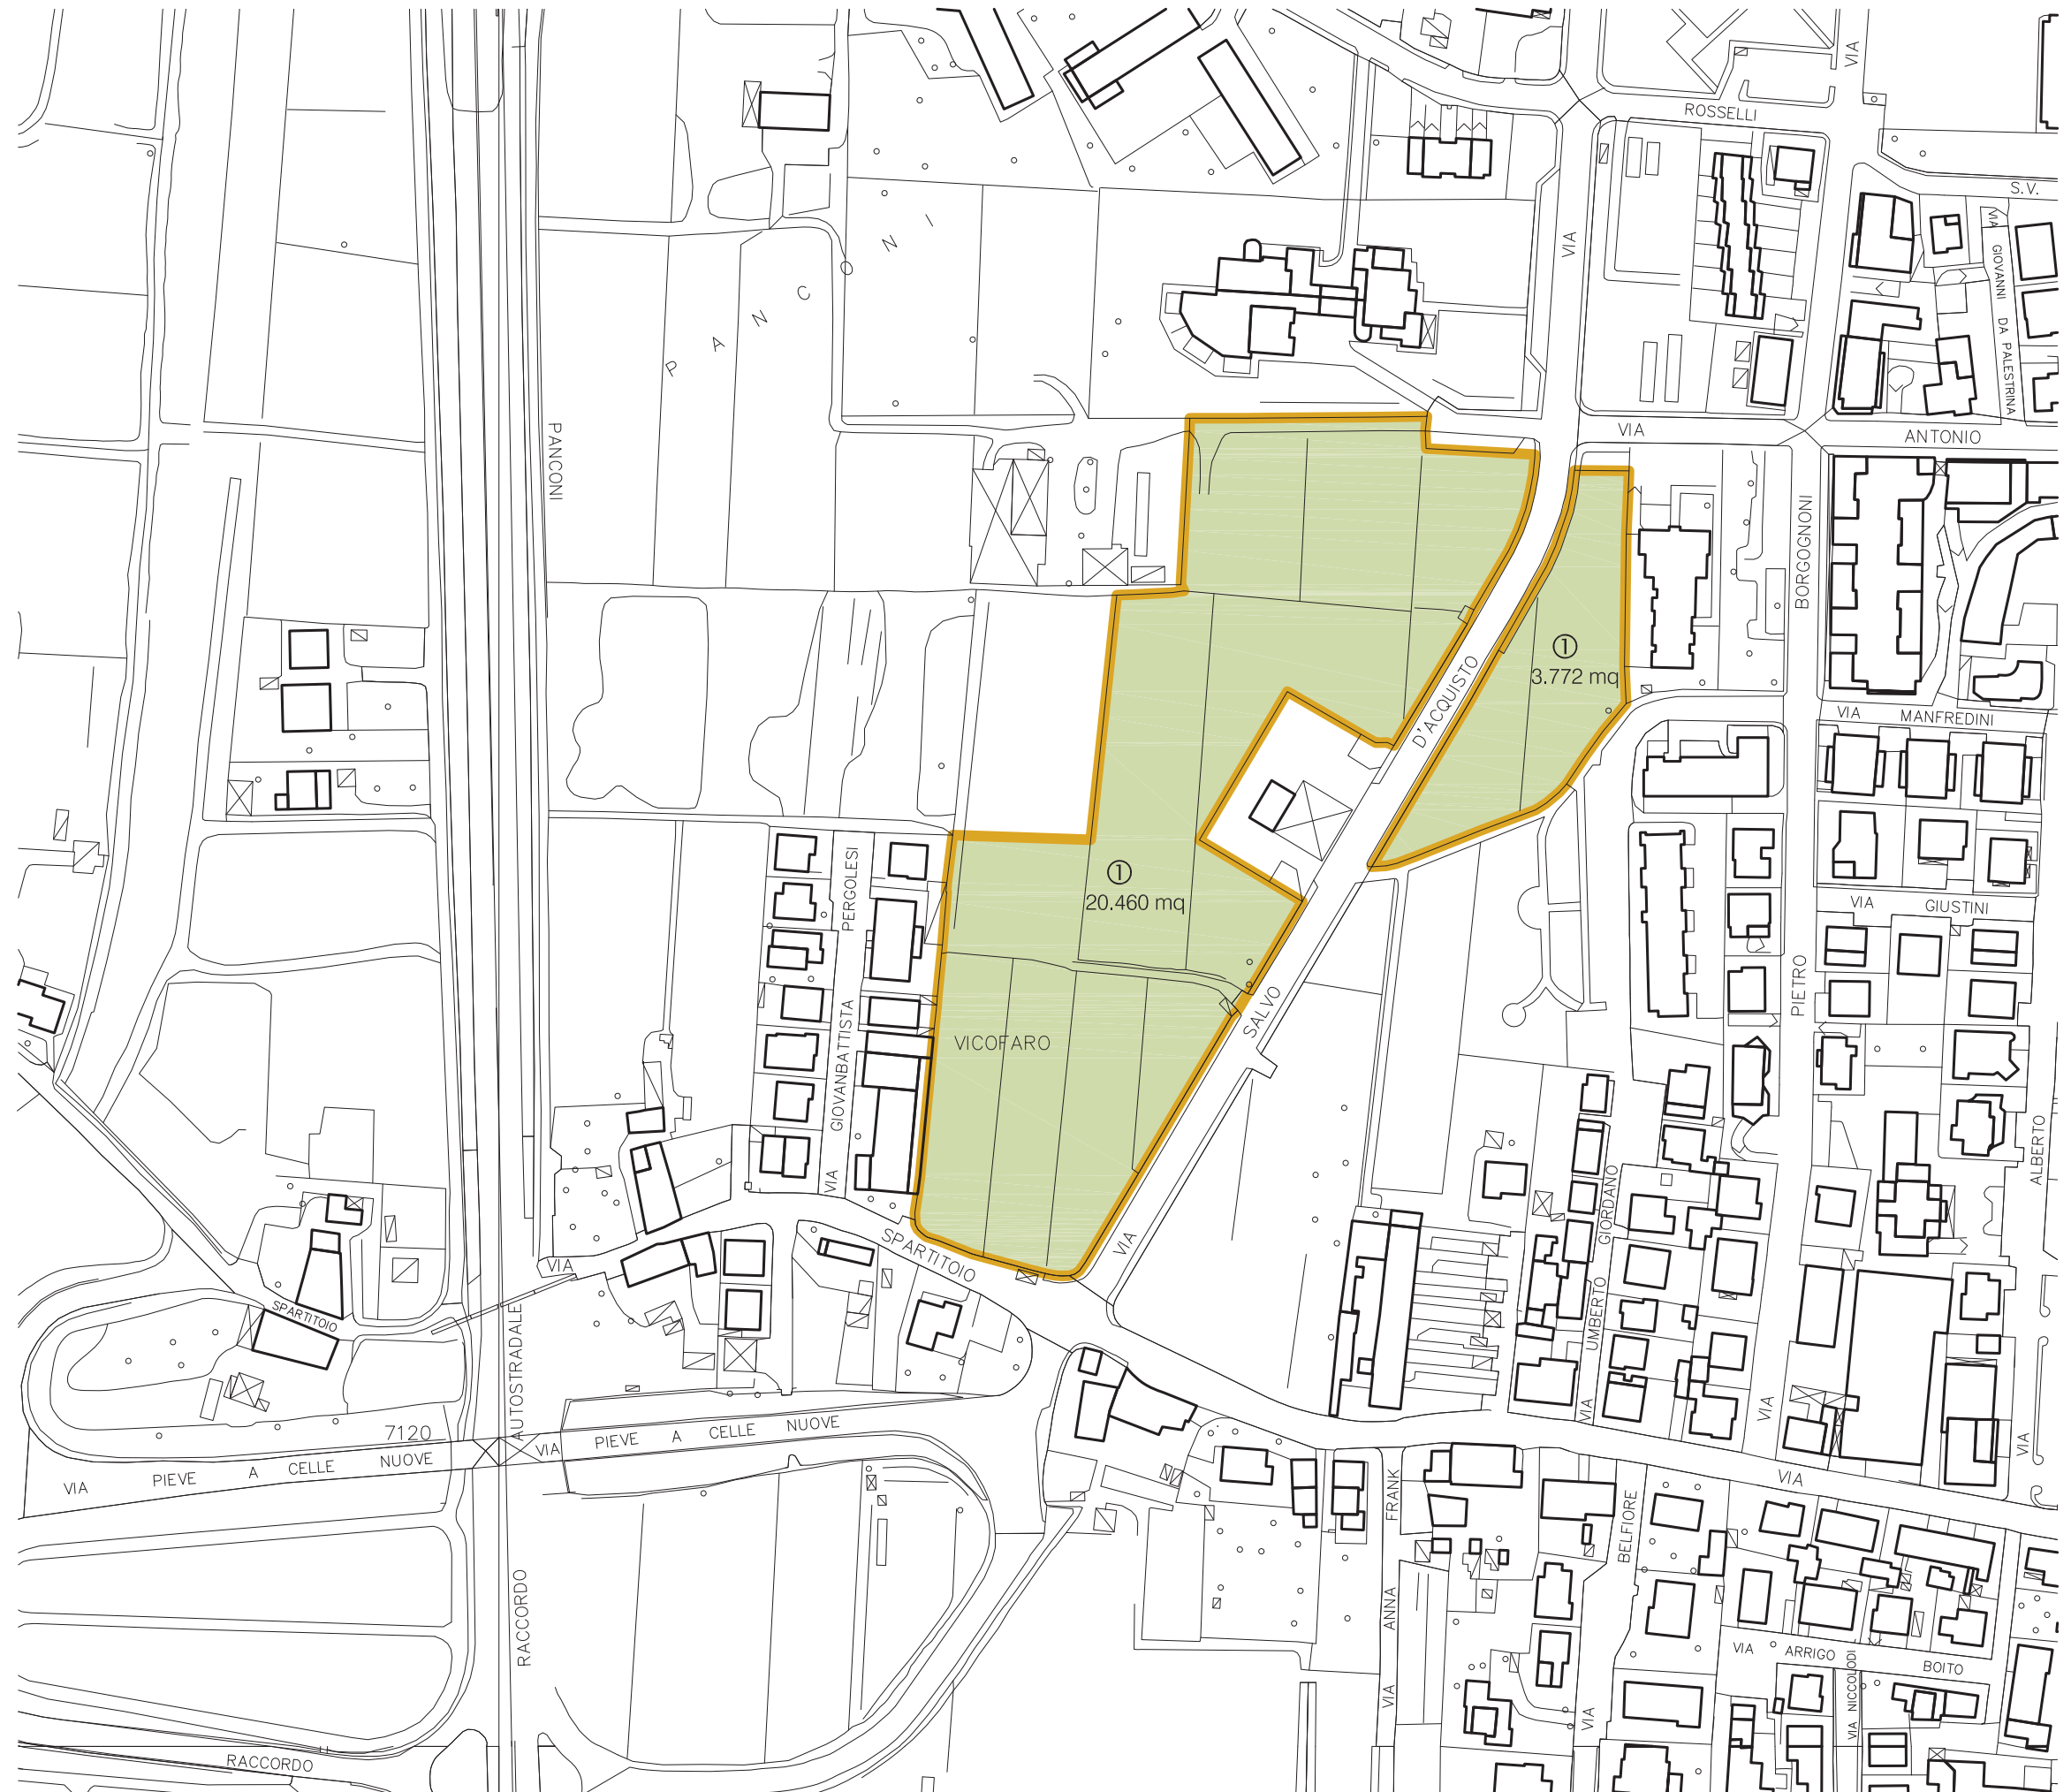 VIA
ROSSELLI
S.V.
VIA GIOVANNI DA PALESTRINA
VIA
PANCONI
PANCONI
VIA ANTONIO
BORGOGNONI
①
3.772 mq
D'ACQUISTO
VIA MANFREDINI
①
20.460 mq
PERGOLESI
VIA GIUSTINI
PIETRO
SALVO
VICOFARO
GIOVANBATTISTA
ALBERTO
VIA
GIORDANO
VIA
SPARTITOIO
VIA
SPARTITOIO
UMBERTO
AUTOSTRADALE
VIA
VIA
VIA
7120
VIA PIEVE A CELLE NUOVE
VIA PIEVE A CELLE NUOVE
VIA
FRANK
BELFIORE
RACCORDO
ANNA
VIA ARRIGO BOITO
VIA NICCOLODI
VIA
VIA
RACCORDO